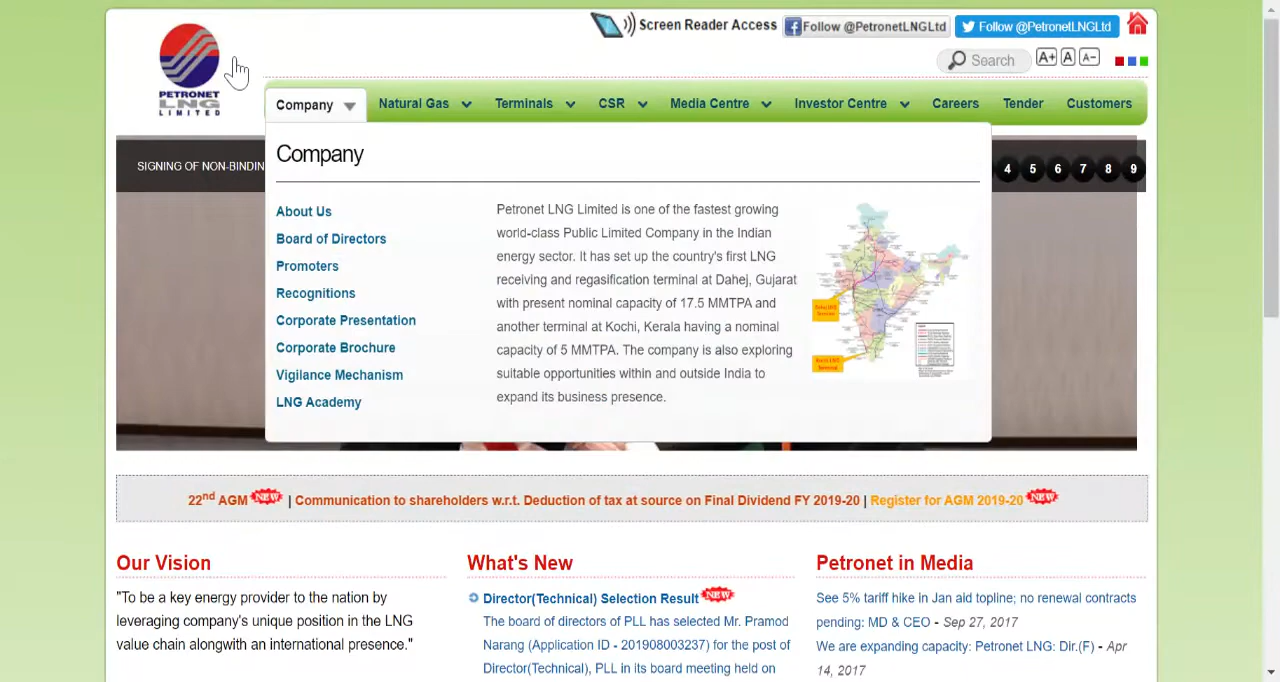 Screen Reader Access
Follow @PetronetLNGLtd
Follow @PetronetLNGLtd
Search
A+ A A−
PETRONET
LNG
LIMITED
Company
Natural Gas
Terminals
CSR
Media Centre
Investor Centre
Careers
Tender
Customers
SIGNING OF NON-BINDIN
4 5 6 7 8 9
Company
About Us
Board of Directors
Promoters
Recognitions
Corporate Presentation
Corporate Brochure
Vigilance Mechanism
LNG Academy
Petronet LNG Limited is one of the fastest growing
world-class Public Limited Company in the Indian
energy sector. It has set up the country's first LNG
receiving and regasification terminal at Dahej, Gujarat
with present nominal capacity of 17.5 MMTPA and
another terminal at Kochi, Kerala having a nominal
capacity of 5 MMTPA. The company is also exploring
suitable opportunities within and outside India to
expand its business presence.
22nd AGM NEW | Communication to shareholders w.r.t. Deduction of tax at source on Final Dividend FY 2019-20 | Register for AGM 2019-20 NEW
Our Vision
"To be a key energy provider to the nation by
leveraging company's unique position in the LNG
value chain alongwith an international presence."
What's New
Director(Technical) Selection Result NEW
The board of directors of PLL has selected Mr. Pramod
Narang (Application ID - 201908003237) for the post of
Director(Technical), PLL in its board meeting held on
Petronet in Media
See 5% tariff hike in Jan aid topline; no renewal contracts
pending: MD & CEO - Sep 27, 2017
We are expanding capacity: Petronet LNG: Dir.(F) - Apr
14, 2017